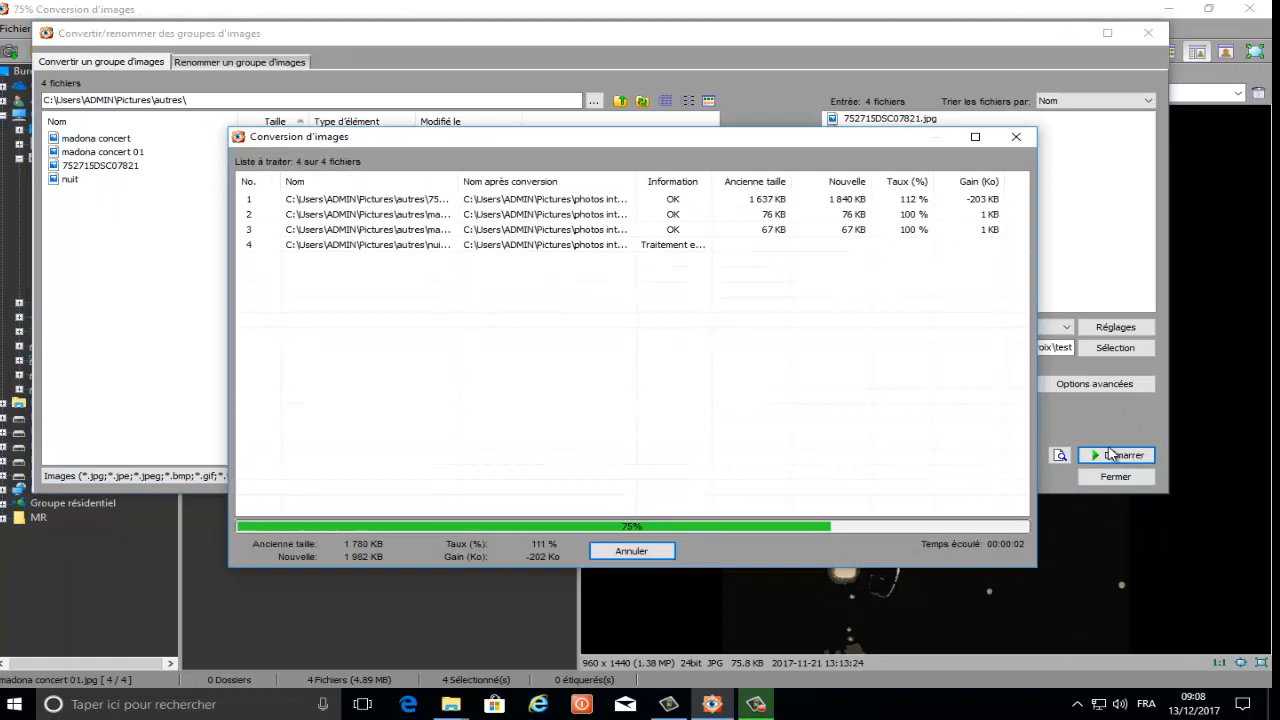 75% Conversion d'images
Fichier
Convertir/renommer des groupes d'images
Convertir un groupe d'images
Renommer un groupe d'images
4 fichiers
C:\Users\ADMIN\Pictures\autres\
...
Entrée: 4 fichiers
Trier les fichiers par:
Nom
Nom
Taille
Type d'élément
Modifié le
752715DSC07821.jpg
madona concert
madona concert 01
752715DSC07821
nuit
Conversion d'images
Liste à traiter: 4 sur 4 fichiers
No. Nom Nom après conversion Information Ancienne taille Nouvelle Taux (%) Gain (Ko)
1 C:\Users\ADMIN\Pictures\autres\75... C:\Users\ADMIN\Pictures\photos int... OK 1 637 KB 1 840 KB 112 % -203 KB
2 C:\Users\ADMIN\Pictures\autres\ma... C:\Users\ADMIN\Pictures\photos int... OK 76 KB 76 KB 100 % 1 KB
3 C:\Users\ADMIN\Pictures\autres\ma... C:\Users\ADMIN\Pictures\photos int... OK 67 KB 67 KB 100 % 1 KB
4 C:\Users\ADMIN\Pictures\autres\nui... C:\Users\ADMIN\Pictures\photos int... Traitement e...
Réglages
oix\test
Sélection
Options avancées
Fermer
Images (*.jpg;*.jpe;*.jpeg;*.bmp;*.gif;*.
Groupe résidentiel
MR
75%
Ancienne taille: 1 780 KB Taux (%): 111 %
Nouvelle: 1 982 KB Gain (Ko): -202 Ko
Annuler
Temps écoulé: 00:00:02
960 x 1440 (1.38 MP) 24bit JPG 75.8 KB 2017-11-21 13:13:24
1:1
madona concert 01.jpg [ 4 / 4 ]
0 Dossiers
4 Fichiers (4.89 MB)
4 Sélectionné(s)
0 étiquetés(s)
Taper ici pour rechercher
FRA
09:08
13/12/2017